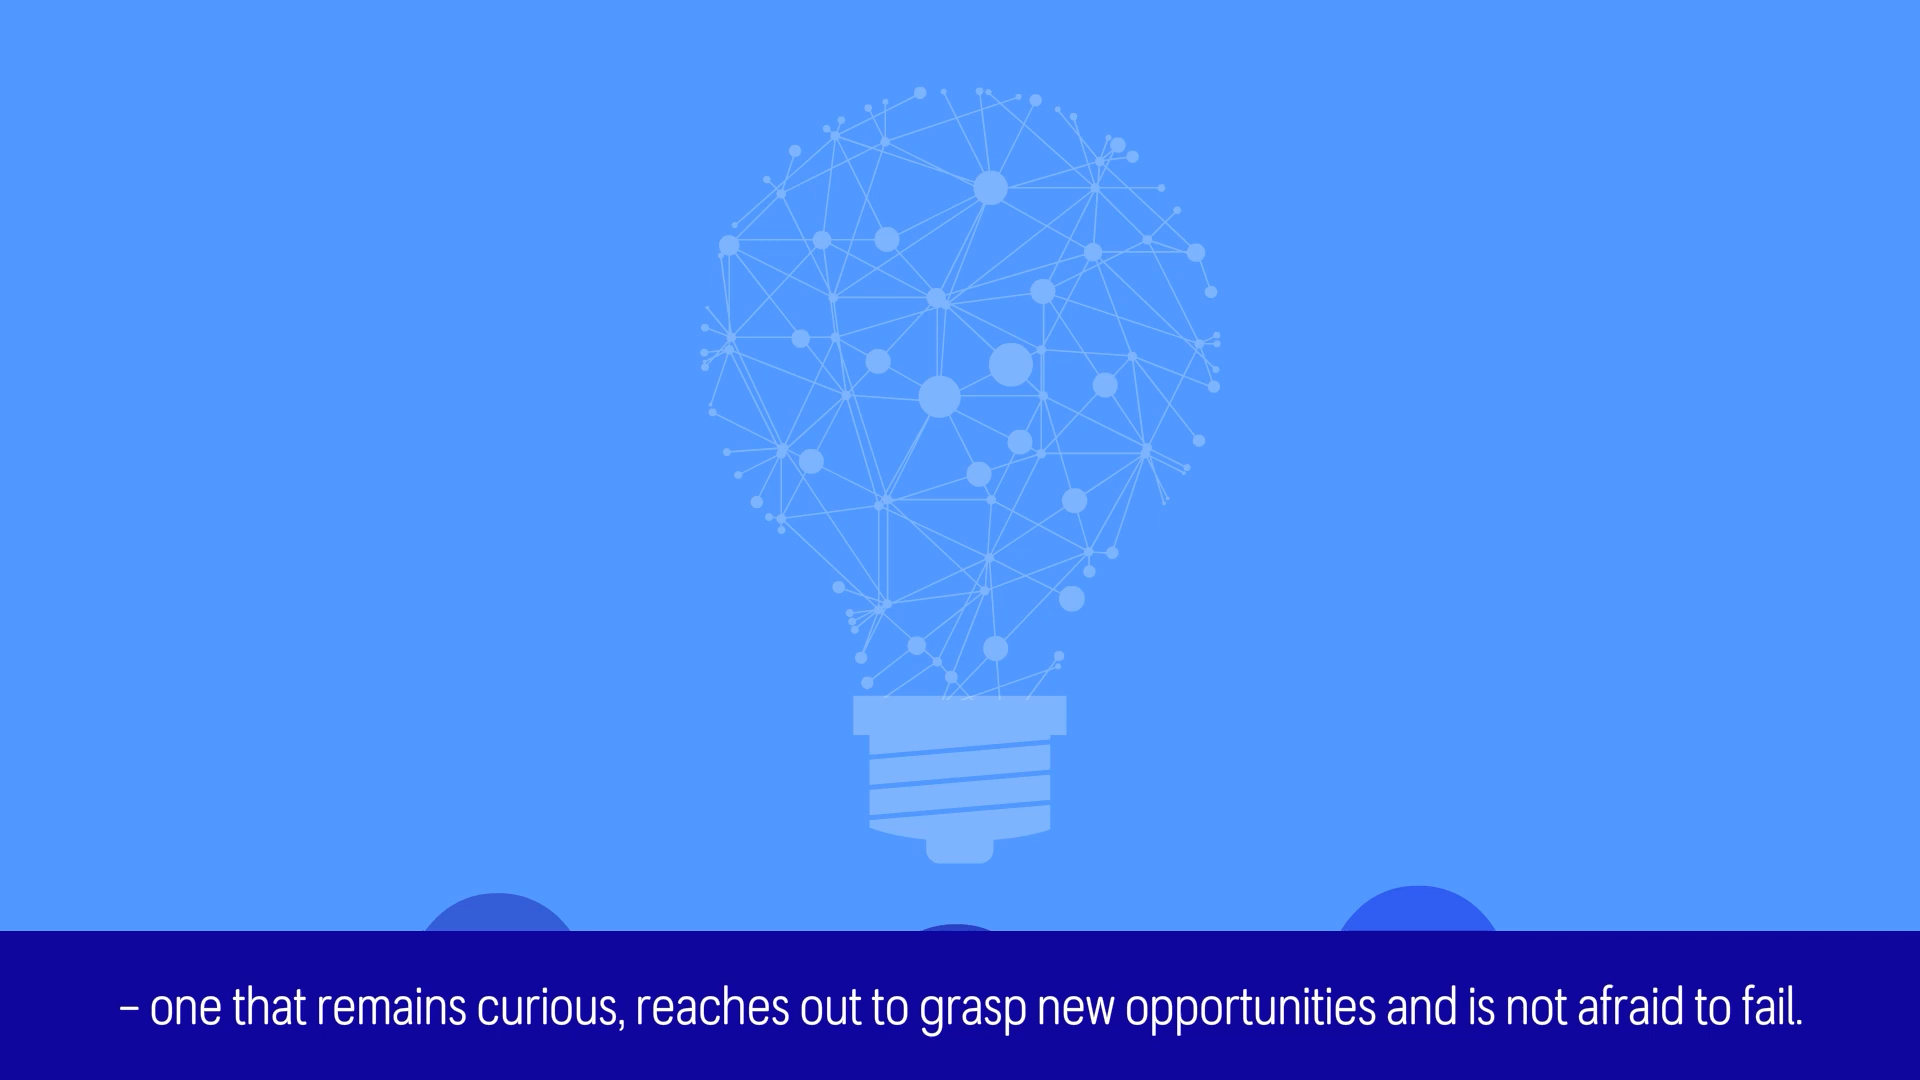 – one that remains curious, reaches out to grasp new opportunities and is not afraid to fail.